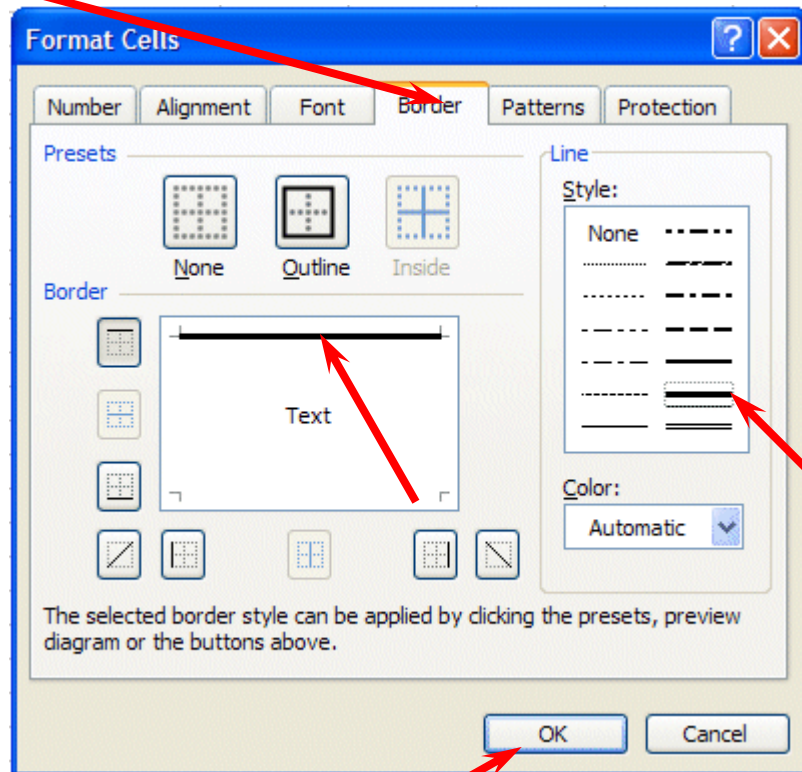 Format Cells
Number Alignment Font Border Patterns Protection
Presets
None Outline Inside
Border
Text
Line
Style:
None
Color:
Automatic
The selected border style can be applied by clicking the presets, preview
diagram or the buttons above.
OK Cancel